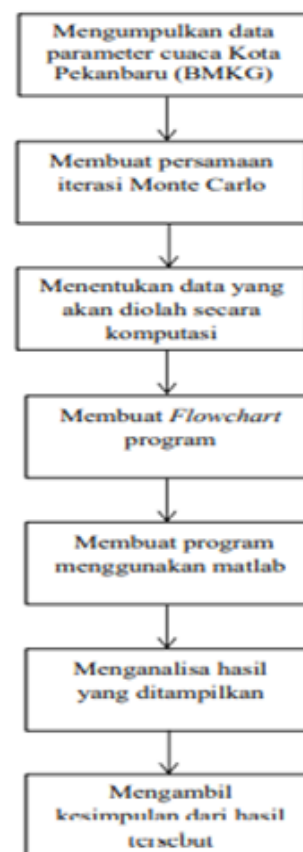 Mengumpulkan data
parameter cuaca Kota
Pekanbaru (BMKG)
Membuat persamaan
iterasi Monte Carlo
Menentukan data yang
akan diolah secara
komputasi
Membuat Flowchart
program
Membuat program
menggunakan matlab
Menganalisa hasil
yang ditampilkan
Mengambil
kesimpulan dari hasil
tersebut